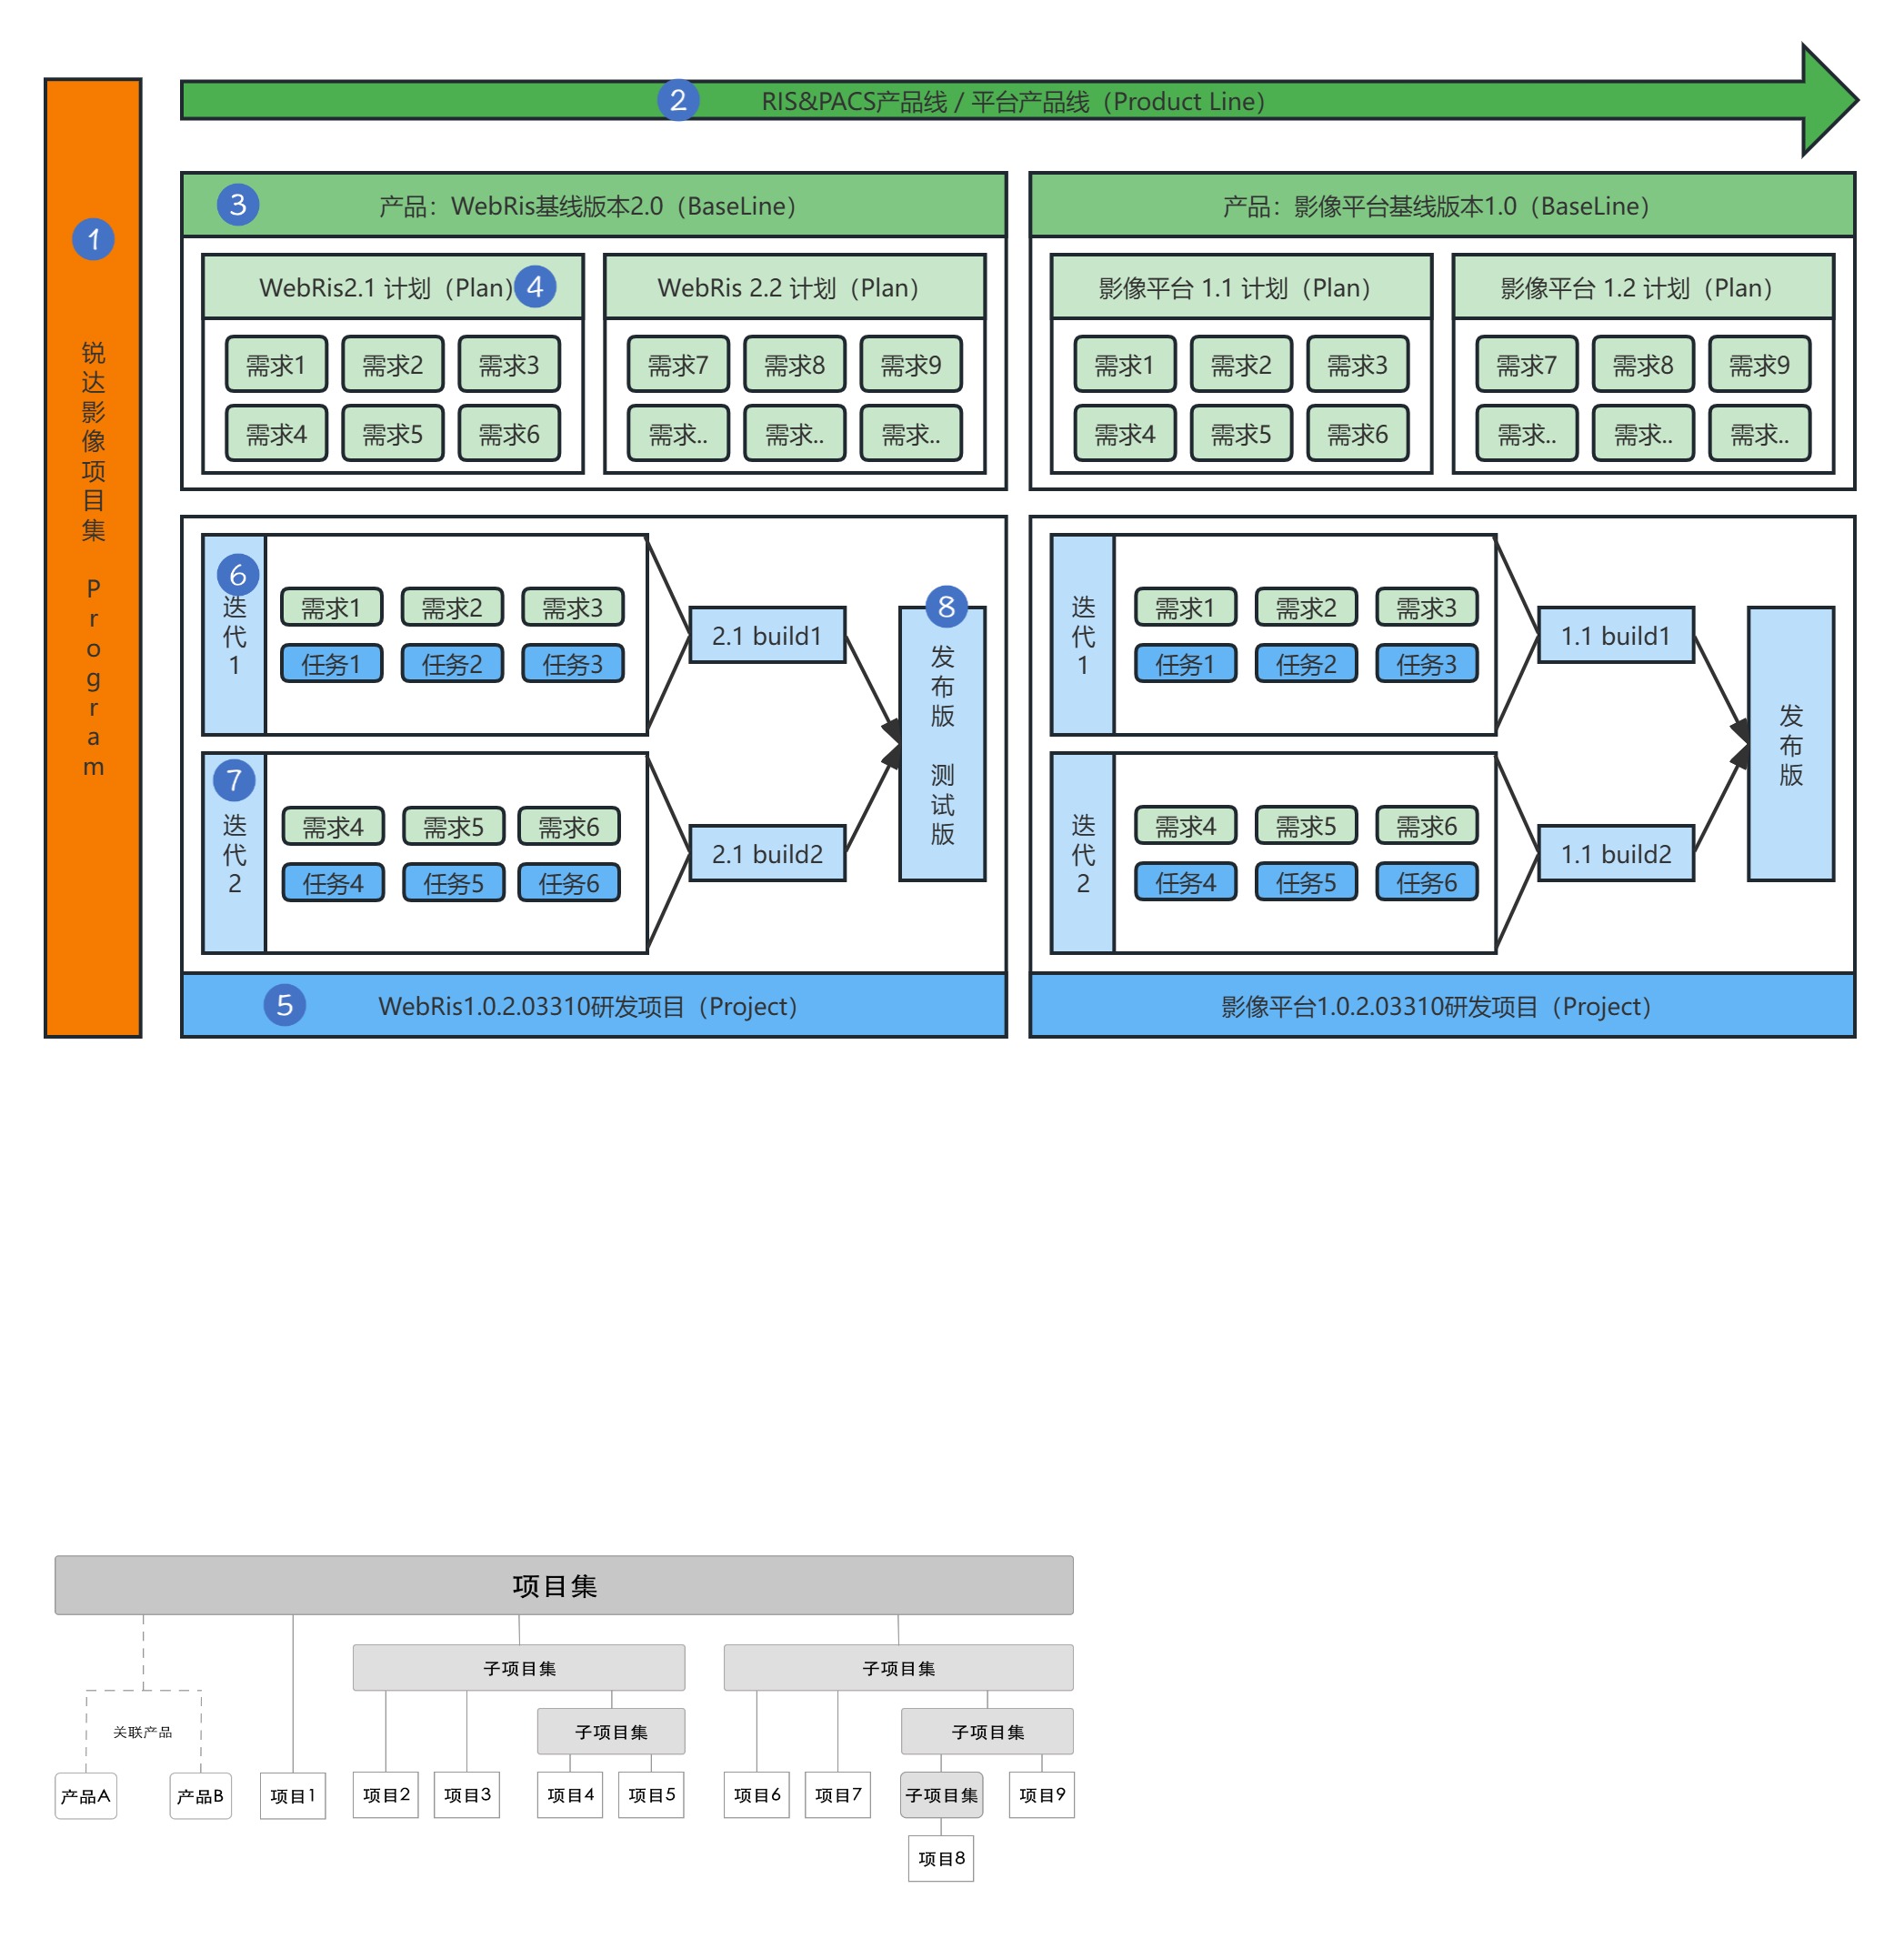 2
RIS&PACS产品线 / 平台产品线（Product Line）
1
锐达影像项目集 Program
3
产品：WebRis基线版本2.0（BaseLine）
WebRis2.1 计划（Plan）
4
WebRis 2.2 计划（Plan）
需求1 需求2 需求3
需求4 需求5 需求6
需求7 需求8 需求9
需求.. 需求.. 需求..
产品：影像平台基线版本1.0（BaseLine）
影像平台 1.1 计划（Plan）
影像平台 1.2 计划（Plan）
需求1 需求2 需求3
需求4 需求5 需求6
需求7 需求8 需求9
需求.. 需求.. 需求..
6
迭代1
需求1 需求2 需求3
任务1 任务2 任务3
2.1 build1
7
迭代2
需求4 需求5 需求6
任务4 任务5 任务6
2.1 build2
8
发布版 测试版
5
WebRis1.0.2.03310研发项目（Project）
迭代1
需求1 需求2 需求3
任务1 任务2 任务3
1.1 build1
迭代2
需求4 需求5 需求6
任务4 任务5 任务6
1.1 build2
发布版
影像平台1.0.2.03310研发项目（Project）
项目集
子项目集 子项目集
关联产品
子项目集 子项目集
产品A 产品B 项目1 项目2 项目3 项目4 项目5 项目6 项目7 子项目集 项目9
项目8